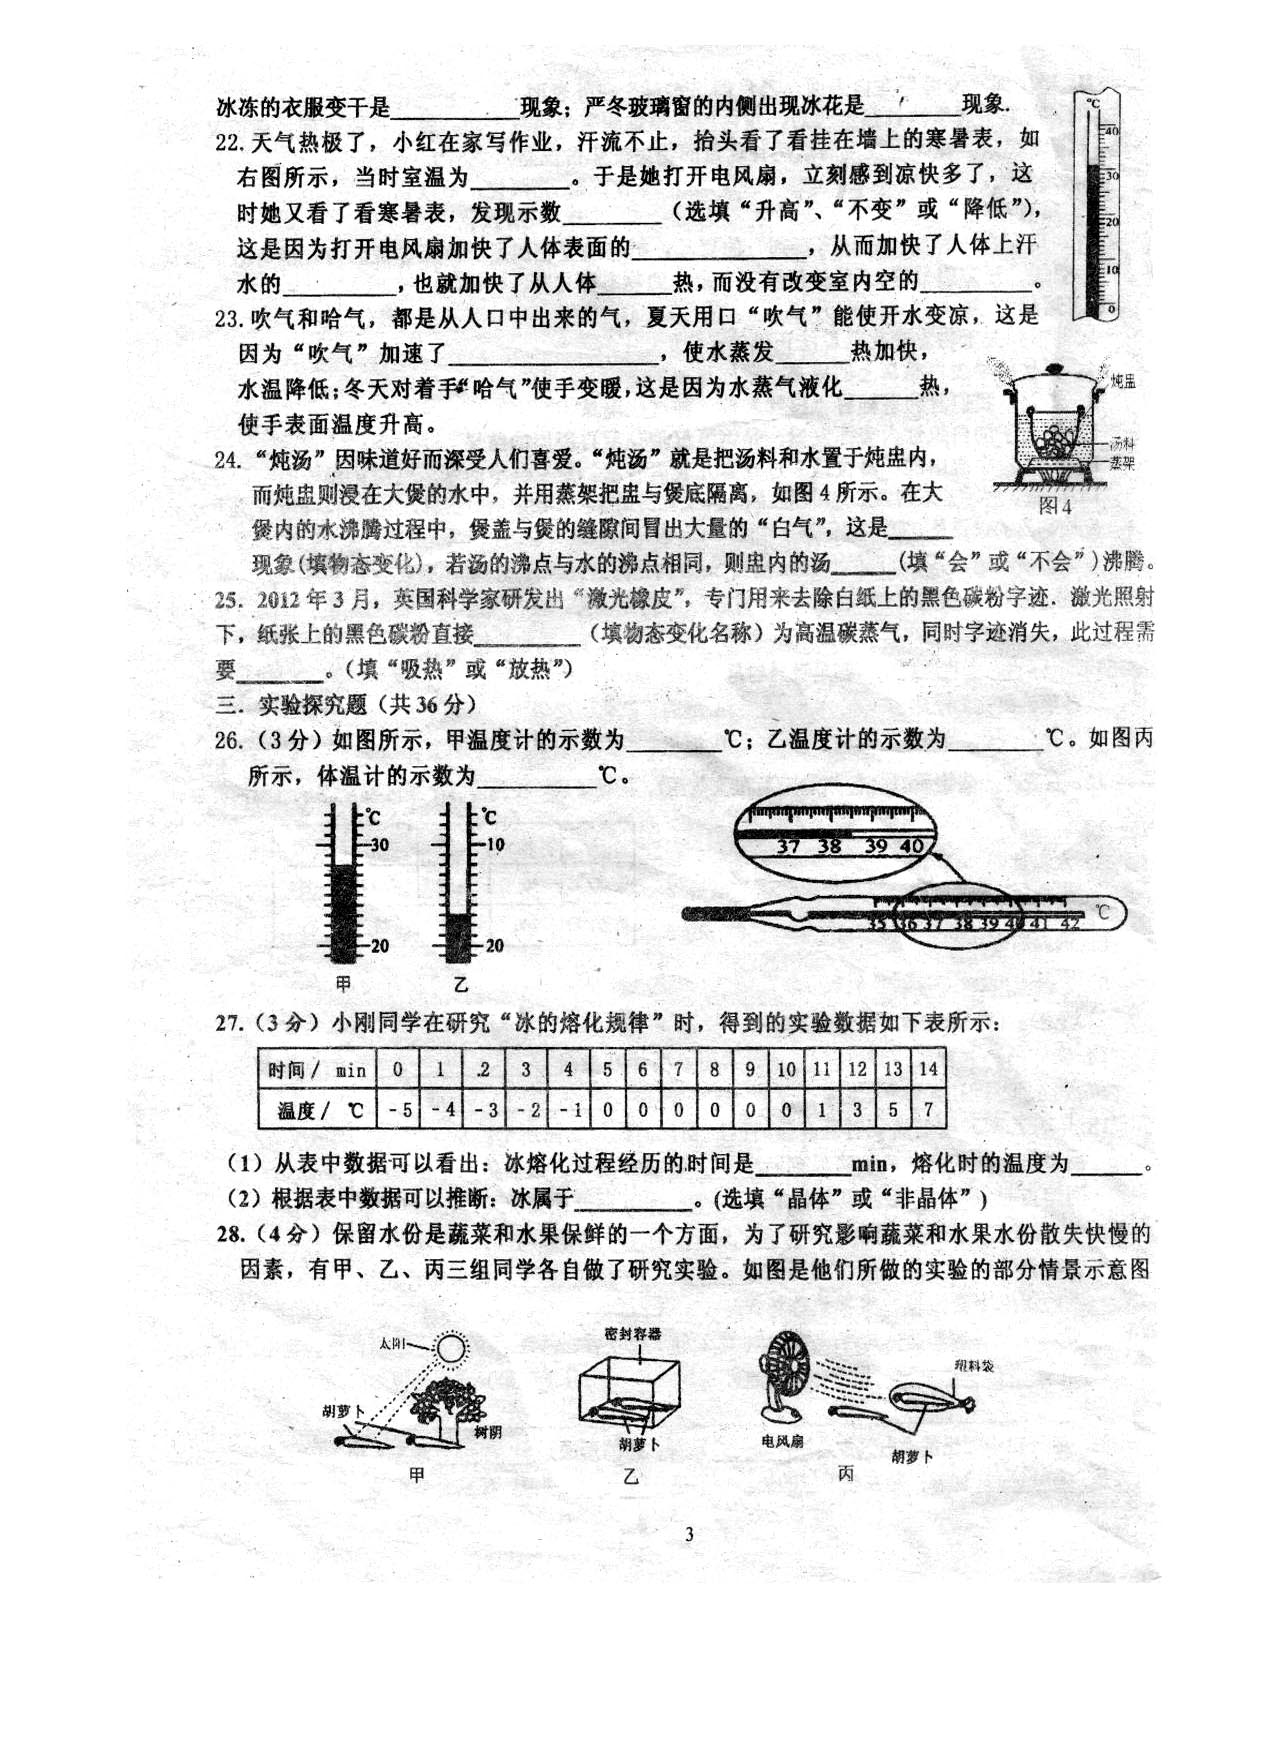 冰冻的衣服变干是__________现象；严冬玻璃窗的内侧出现冰花是________现象.
22.天气热极了，小红在家写作业，汗流不止，抬头看了看挂在墙上的寒暑表，如
右图所示，当时室温为________。于是她打开电风扇，立刻感到凉快多了，这
时她又看了看寒暑表，发现示数________（选填“升高”、“不变”或“降低”），
这是因为打开电风扇加快了人体表面的______________，从而加快了人体上汗
水的_________，也就加快了从人体______热，而没有改变室内空的_________。
23.吹气和哈气，都是从人口中出来的气，夏天用口“吹气”能使开水变凉，这是
因为“吹气”加速了_________________，使水蒸发______热加快，
水温降低；冬天对着手“哈气”使手变暖，这是因为水蒸气液化______热，
使手表面温度升高。
℃
40
30
20
10
0
24.“炖汤”因味道好而深受人们喜爱。“炖汤”就是把汤料和水置于炖盅内，
而炖盅则浸在大煲的水中，并用蒸架把盅与煲底隔离，如图4所示。在大
煲内的水沸腾过程中，煲盖与煲的缝隙间冒出大量的“白气”，这是_____
现象(填物态变化)，若汤的沸点与水的沸点相同，则盅内的汤_____(填“会”或“不会”)沸腾。
炖盅
汤料
蒸架
图4
25. 2012年3月，英国科学家研发出“激光橡皮”，专门用来去除白纸上的黑色碳粉字迹．激光照射
下，纸张上的黑色碳粉直接_________（填物态变化名称）为高温碳蒸气，同时字迹消失，此过程需
要_______。（填“吸热”或“放热”）
三．实验探究题（共36分）
26.（3分）如图所示，甲温度计的示数为________℃；乙温度计的示数为________℃。如图丙
所示，体温计的示数为__________℃。
℃
30
20
甲
℃
10
20
乙
37 38 39 40
35 36 37 38 39 40 41 42
℃
27.（3分）小刚同学在研究“冰的熔化规律”时，得到的实验数据如下表所示：
时间/ min 0 1 .2 3 4 5 6 7 8 9 10 11 12 13 14
温度/ ℃ -5 -4 -3 -2 -1 0 0 0 0 0 0 1 3 5 7
（1）从表中数据可以看出：冰熔化过程经历的时间是________min，熔化时的温度为______。
（2）根据表中数据可以推断：冰属于__________。(选填“晶体”或“非晶体”)
28.（4分）保留水份是蔬菜和水果保鲜的一个方面，为了研究影响蔬菜和水果水份散失快慢的
因素，有甲、乙、丙三组同学各自做了研究实验。如图是他们所做的实验的部分情景示意图
太阳
胡萝卜
树阴
甲
密封容器
胡萝卜
乙
塑料袋
电风扇
胡萝卜
丙
3